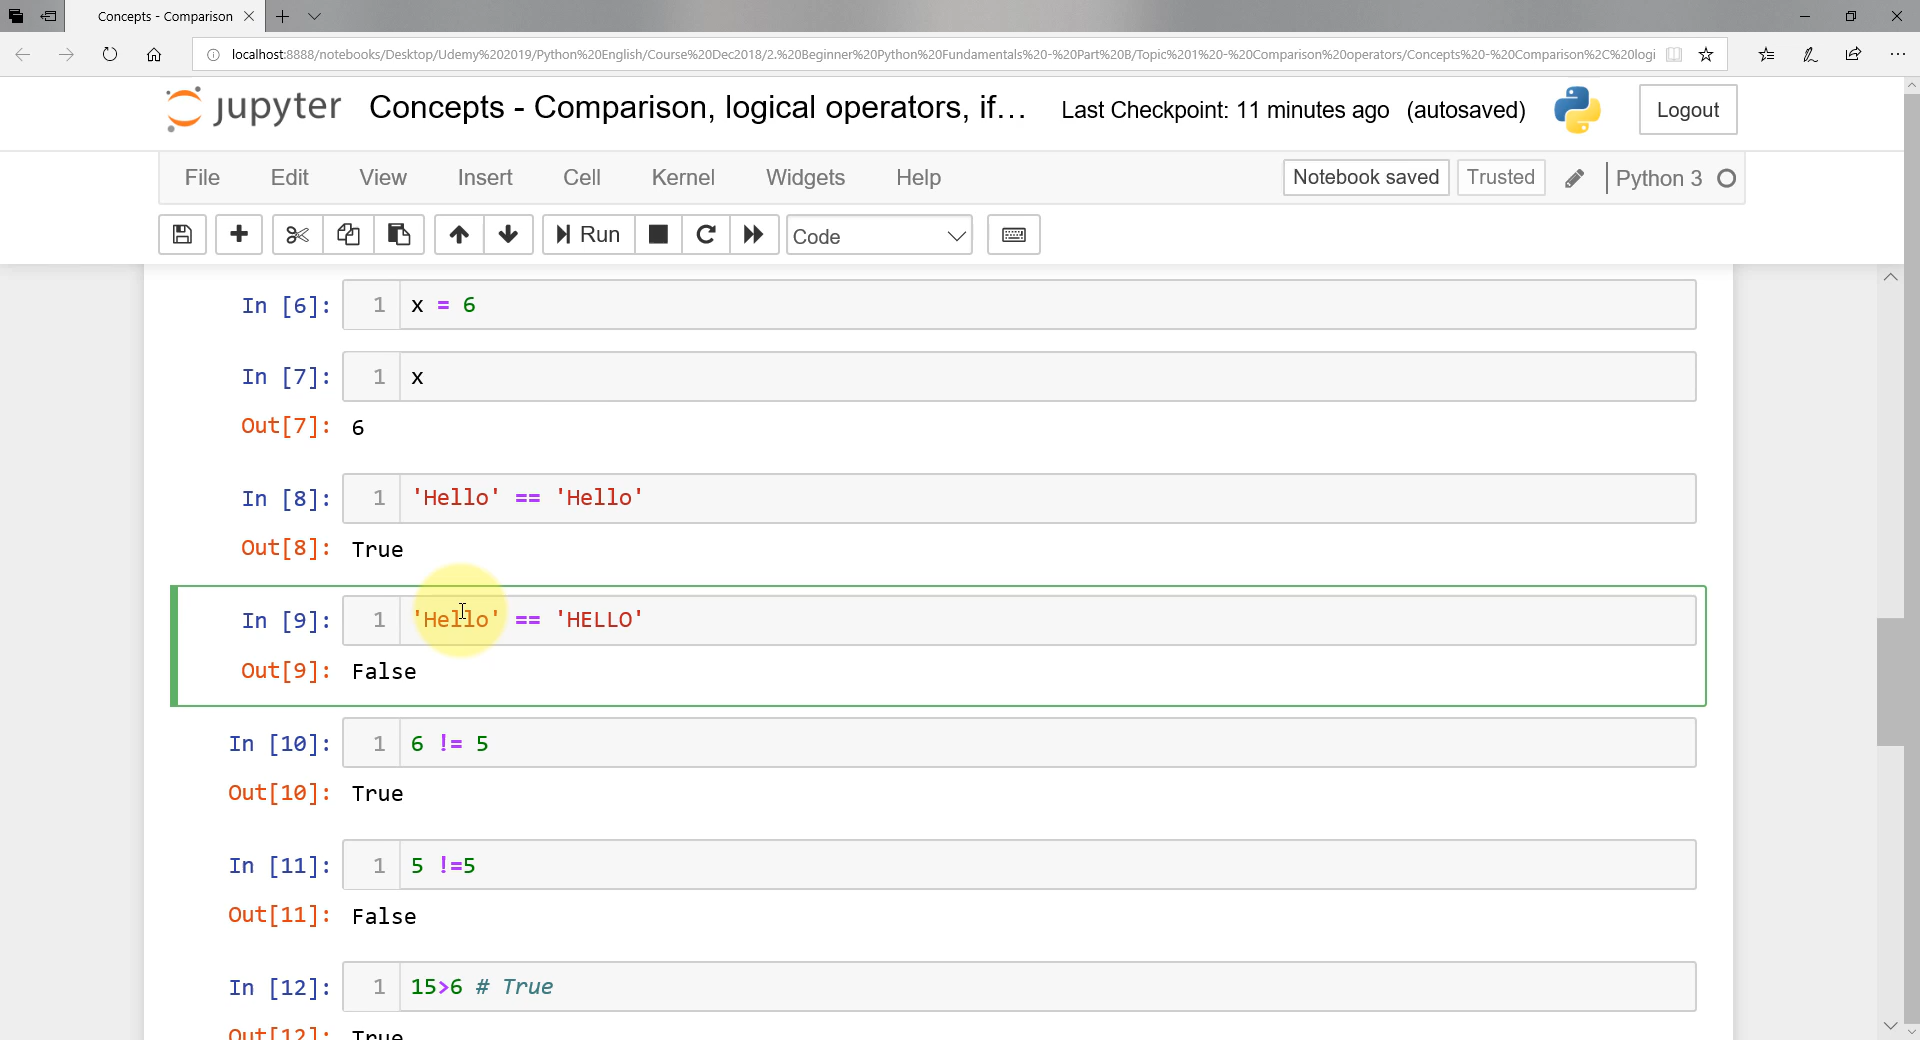 Concepts - Comparison
localhost:8888/notebooks/Desktop/Udemy%202019/Python%20English/Course%20Dec2018/2.%20Beginner%20Python%20Fundamentals%20-%20Part%20B/Topic%201%20-%20Comparison%20operators/Concepts%20-%20Comparison%2C%20logi
jupyter Concepts - Comparison, logical operators, if... Last Checkpoint: 11 minutes ago (autosaved) Logout
File Edit View Insert Cell Kernel Widgets Help Notebook saved Trusted Python 3
Run Code
In [6]: 1 x = 6
In [7]: 1 x
Out[7]: 6
In [8]: 1 'Hello' == 'Hello'
Out[8]: True
In [9]: 1 'Hello' == 'HELLO'
Out[9]: False
In [10]: 1 6 != 5
Out[10]: True
In [11]: 1 5 !=5
Out[11]: False
In [12]: 1 15>6 # True
Out[12]: True